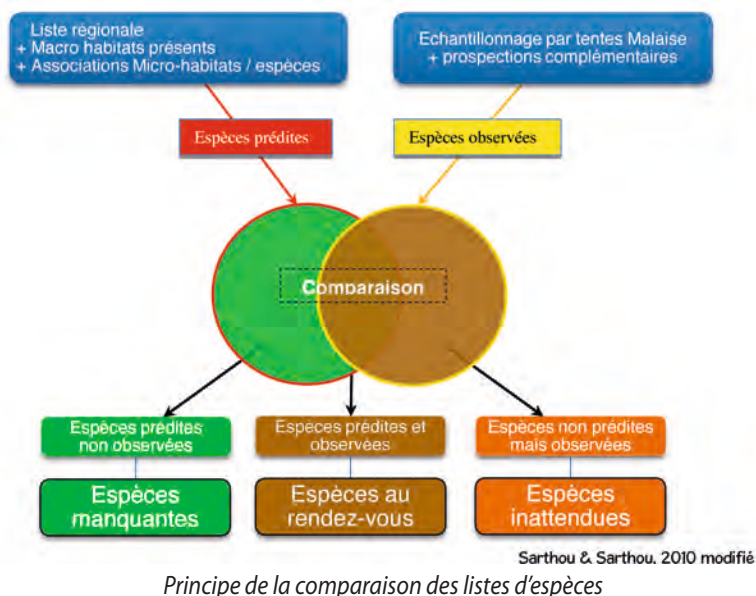 Liste régionale
+ Macro habitats présents
+ Associations Micro-habitats / espèces
Echantillonnage par tentes Malaise
+ prospections complémentaires
Espèces prédites
Espèces observées
Comparaison
Espèces prédites
non observées
Espèces prédites et
observées
Espèces non prédites
mais observées
Espèces
manquantes
Espèces au
rendez-vous
Espèces
inattendues
Sarthou & Sarthou, 2010 modifié
Principe de la comparaison des listes d'espèces